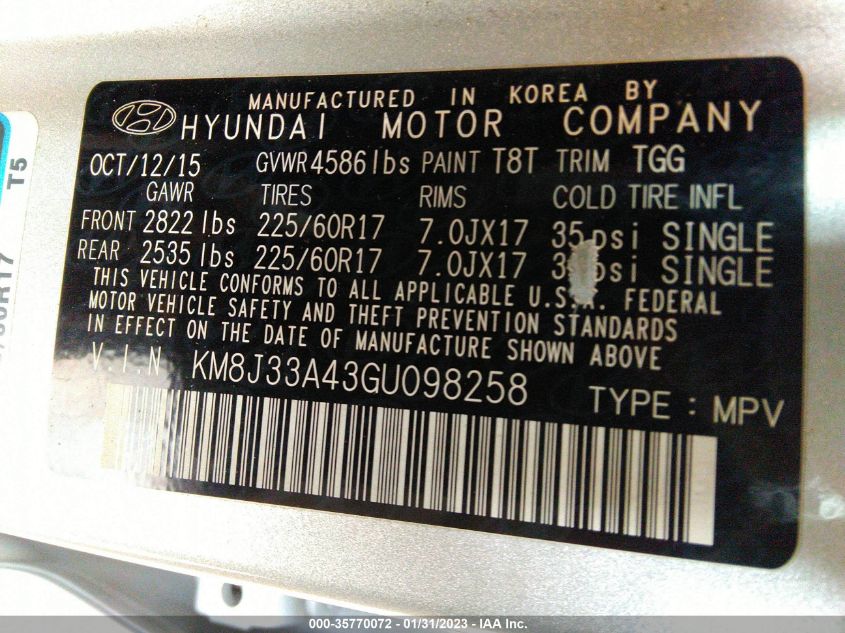 MANUFACTURED IN KOREA BY
HYUNDAI MOTOR COMPANY
OCT/12/15 GVWR 4586 lbs PAINT T8T TRIM TGG
GAWR TIRES RIMS COLD TIRE INFL
FRONT 2822 lbs 225/60R17 7.0JX17 35 psi SINGLE
REAR 2535 lbs 225/60R17 7.0JX17 psi SINGLE
THIS VEHICLE CONFORMS TO ALL APPLICABLE U.S.A. FEDERAL
MOTOR VEHICLE SAFETY AND THEFT PREVENTION STANDARDS
IN EFFECT ON THE DATE OF MANUFACTURE SHOWN ABOVE
V.I.N KM8J33A43GU098258 TYPE : MPV
T5
000-35770072 - 01/31/2023 - IAA Inc.